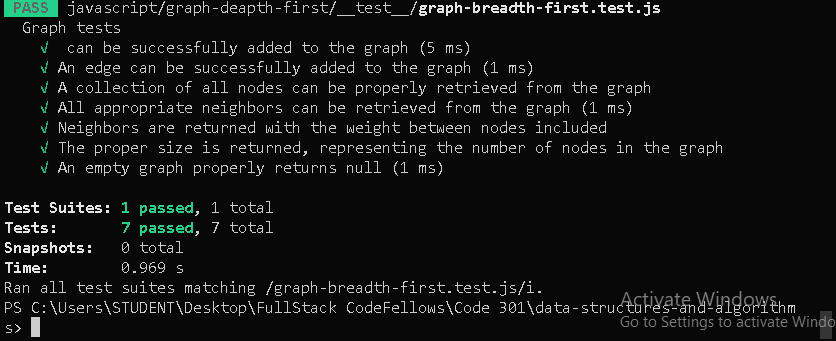 PASS javascript/graph-deapth-first/__test__/graph-breadth-first.test.js
Graph tests
√ can be successfully added to the graph (5 ms)
√ An edge can be successfully added to the graph (1 ms)
√ A collection of all nodes can be properly retrieved from the graph
√ All appropriate neighbors can be retrieved from the graph (1 ms)
√ Neighbors are returned with the weight between nodes included
√ The proper size is returned, representing the number of nodes in the graph
√ An empty graph properly returns null (1 ms)
Test Suites: 1 passed, 1 total
Tests: 7 passed, 7 total
Snapshots: 0 total
Time: 0.969 s
Ran all test suites matching /graph-breadth-first.test.js/i.
Activate Windows
PS C:\Users\STUDENT\Desktop\FullStack CodeFellows\Code 301\data-structures-and-algorithm
s>
Go to Settings to activate Windo